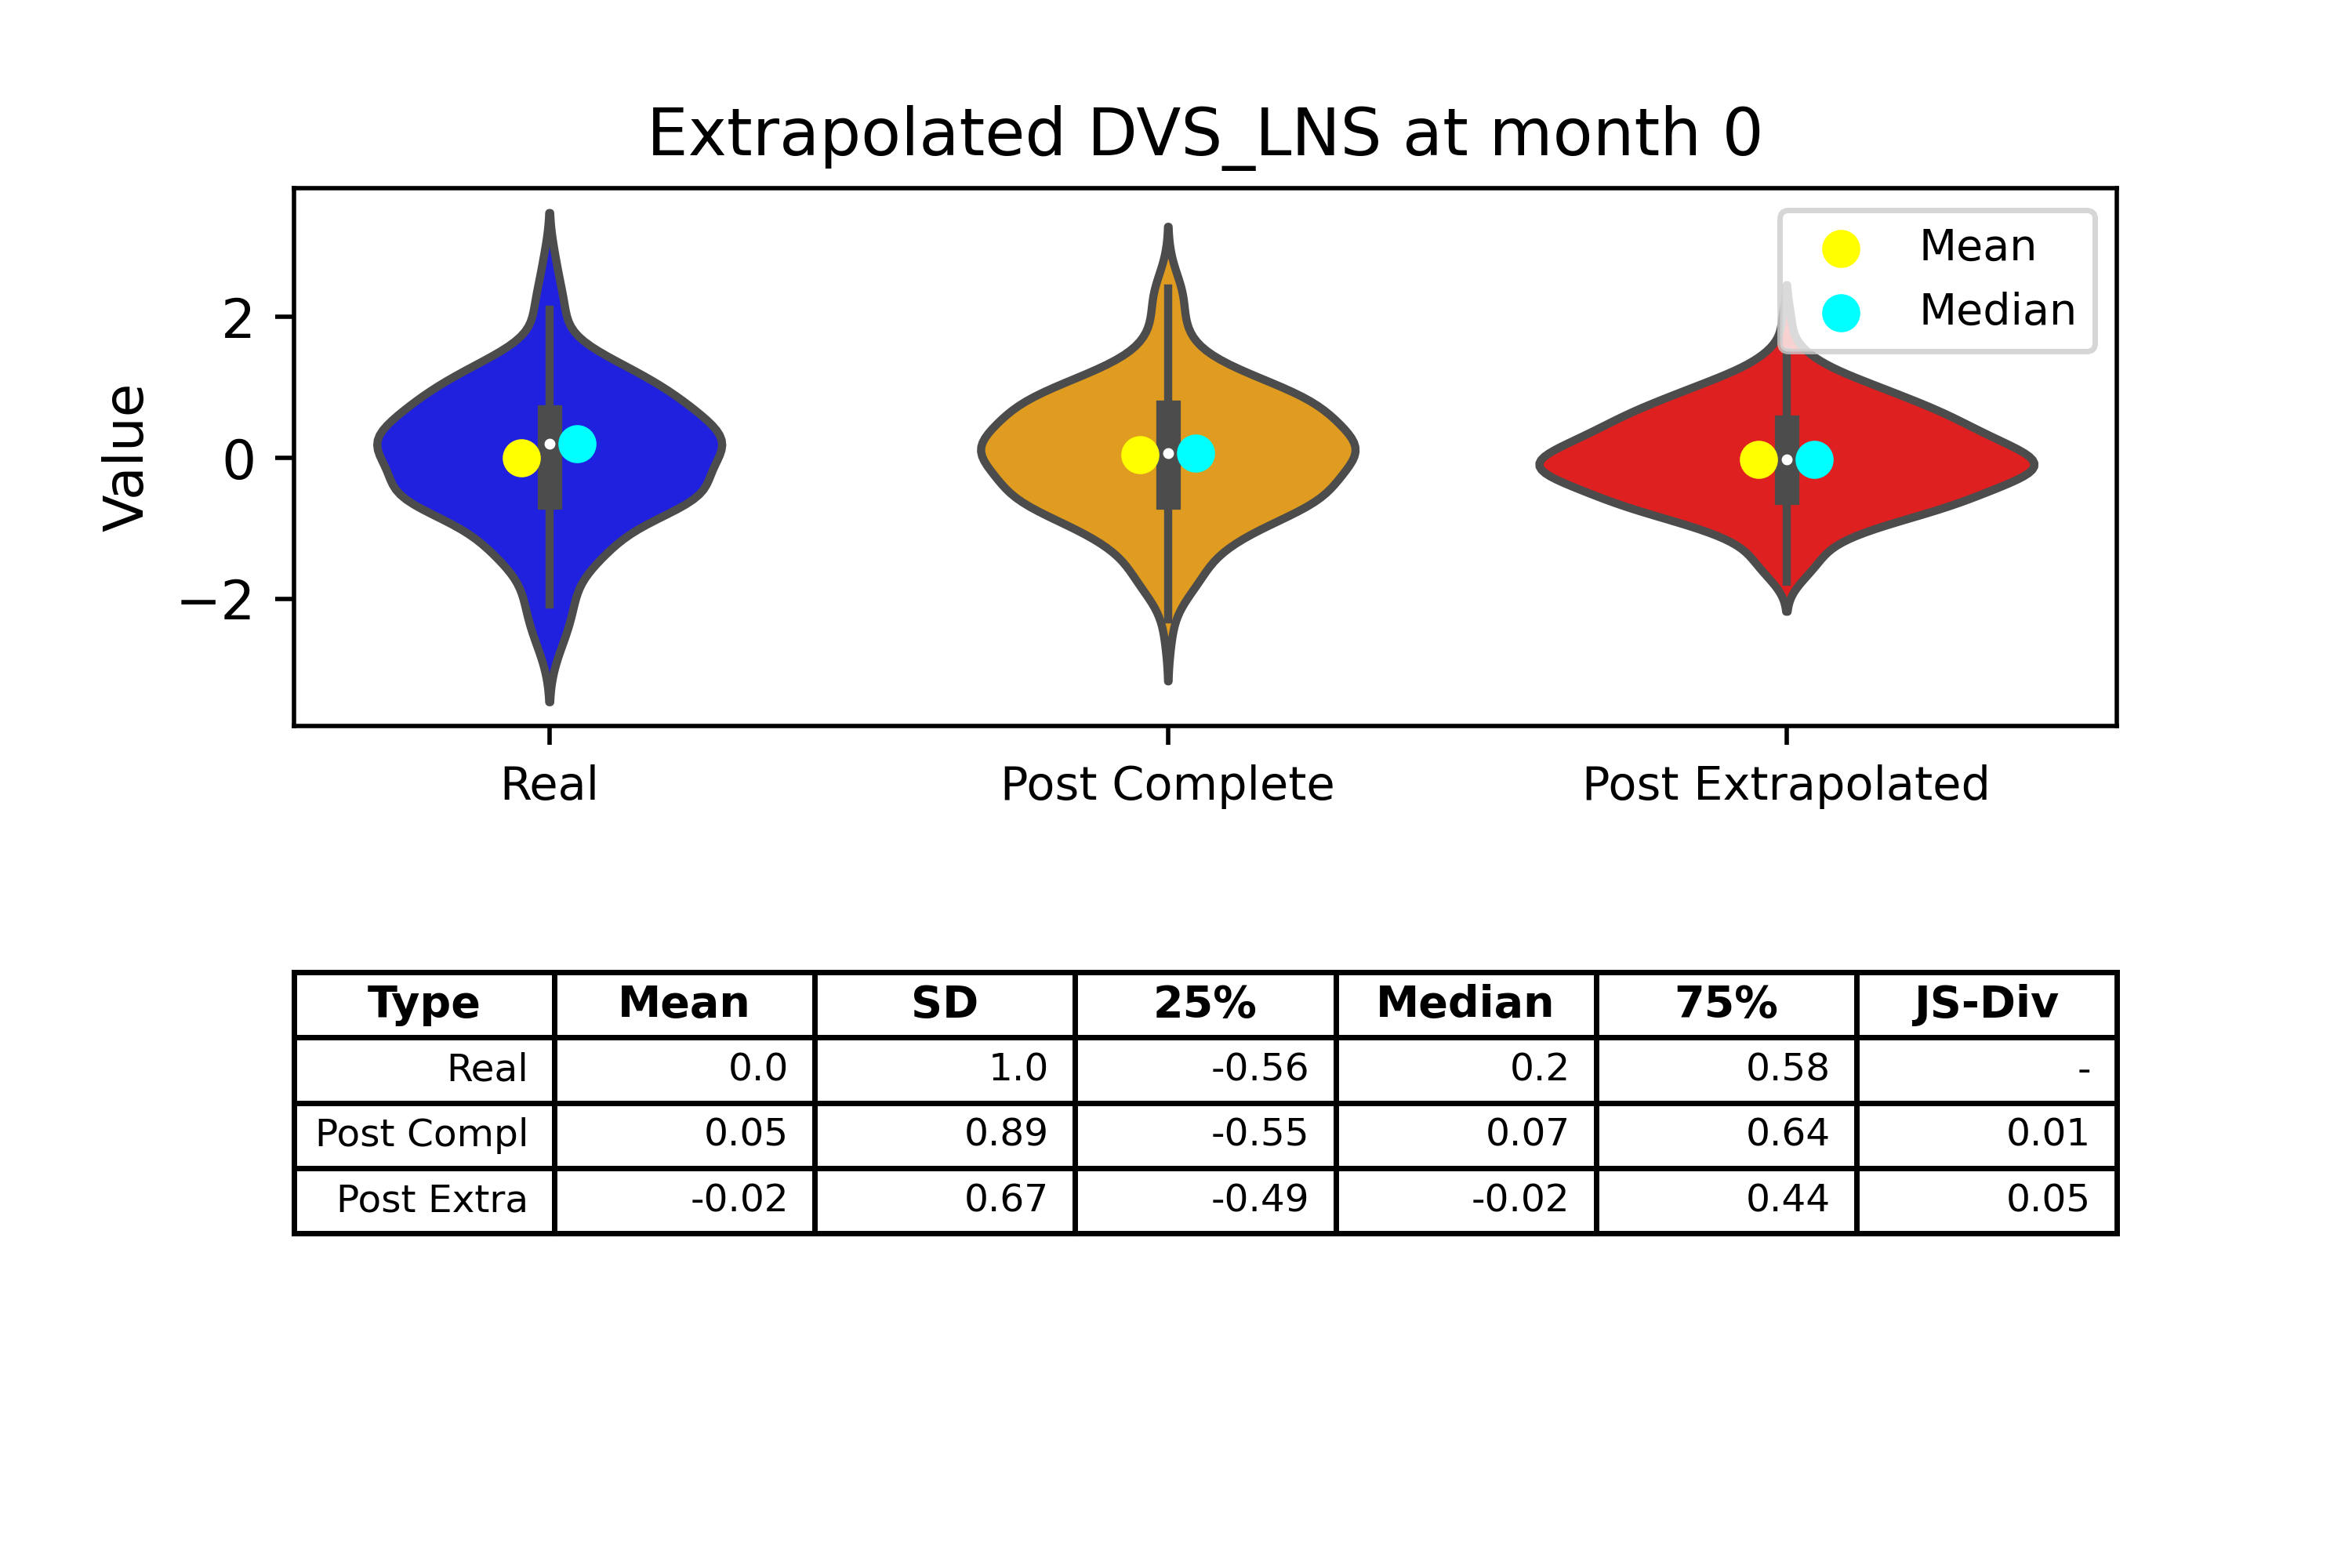 Extrapolated DVS_LNS at month 0
Mean
Median
Value
2
0
−2
Real Post Complete Post Extrapolated
Type Mean SD 25% Median 75% JS-Div
Real 0.0 1.0 -0.56 0.2 0.58 -
Post Compl 0.05 0.89 -0.55 0.07 0.64 0.01
Post Extra -0.02 0.67 -0.49 -0.02 0.44 0.05